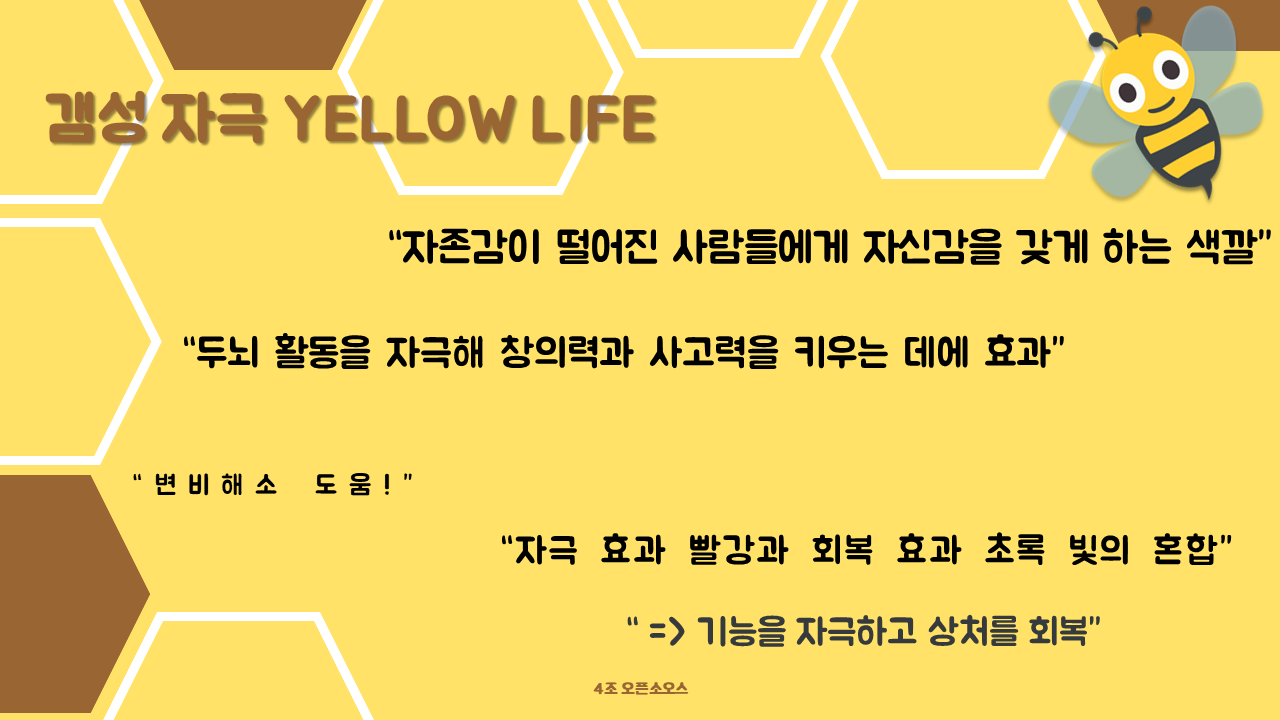 갬성 자극 YELLOW LIFE
“자존감이 떨어진 사람들에게 자신감을 갖게 하는 색깔”
“두뇌 활동을 자극해 창의력과 사고력을 키우는 데에 효과”
“변비해소 도움!”
“자극 효과 빨강과 회복 효과 초록 빛의 혼합”
“ => 기능을 자극하고 상처를 회복”
4조 오픈소오스